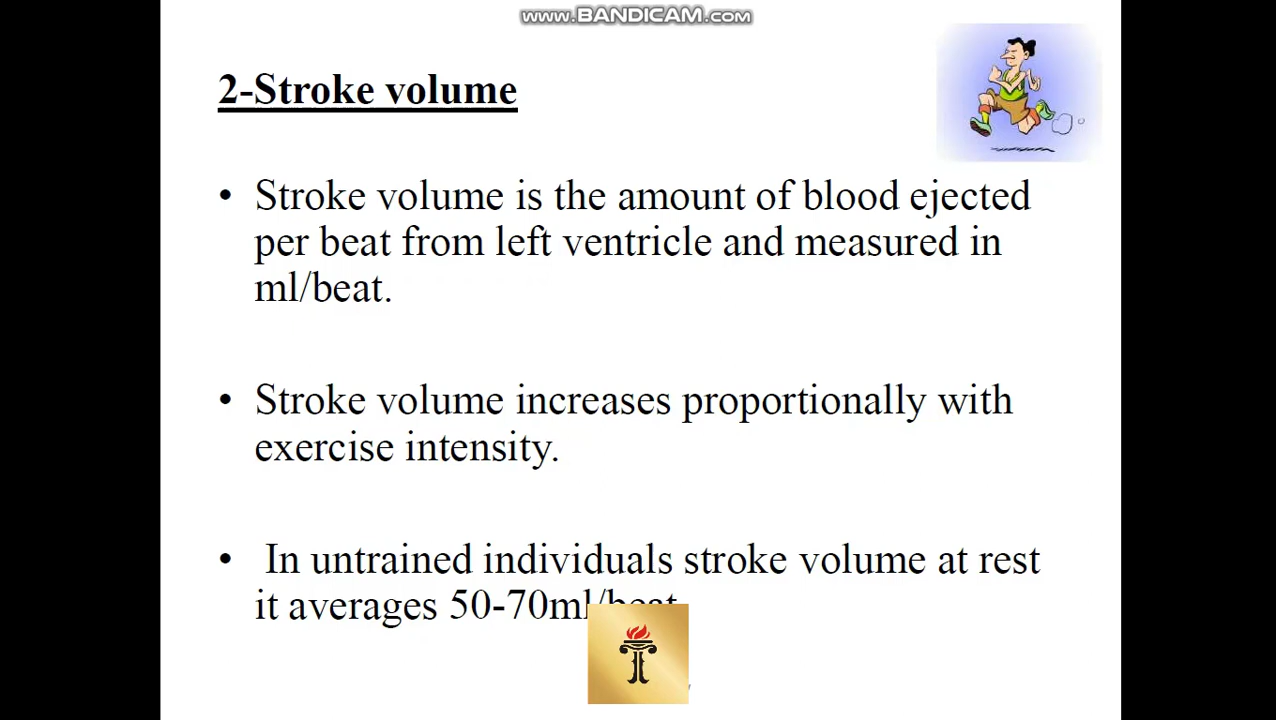 www.BANDICAM.com
2-Stroke volume
• Stroke volume is the amount of blood ejected
per beat from left ventricle and measured in
ml/beat.
• Stroke volume increases proportionally with
exercise intensity.
• In untrained individuals stroke volume at rest
it averages 50-70ml/beat